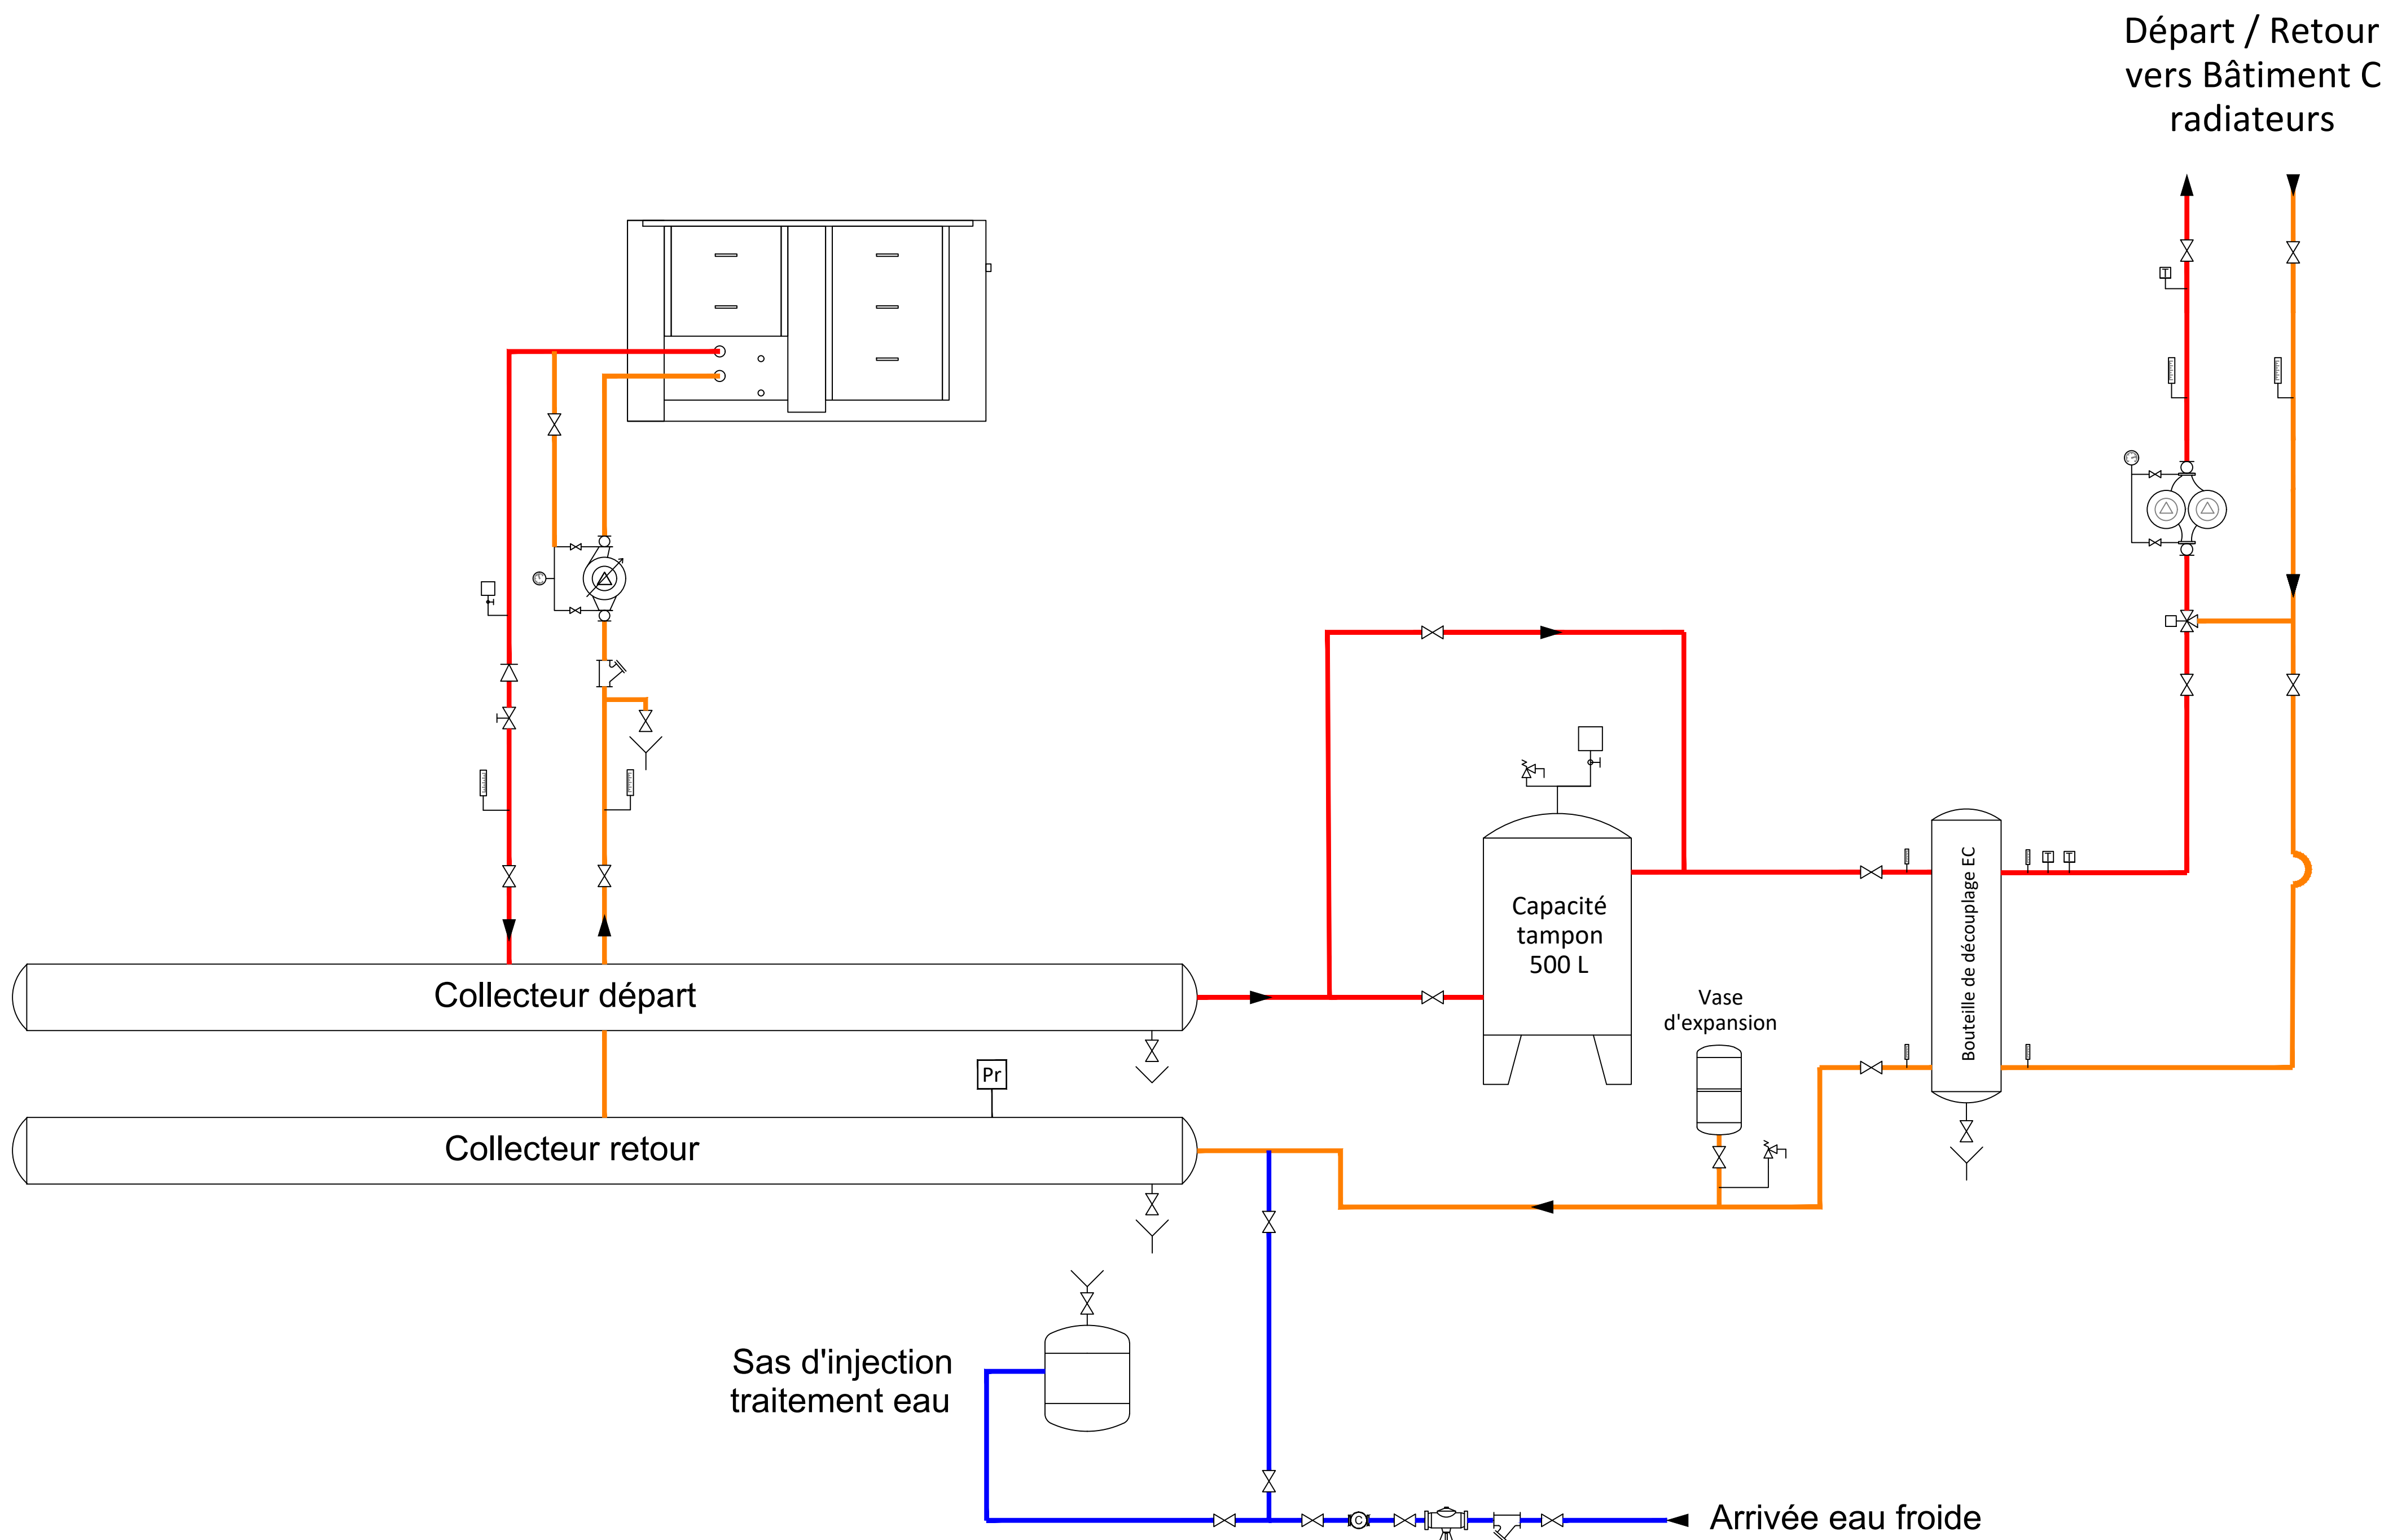 Départ / Retour
vers Bâtiment C
radiateurs
T
T T
Capacité
tampon
500 L
Bouteille de découplage EC
Collecteur départ
Vase
d'expansion
Pr
Collecteur retour
Sas d'injection
traitement eau
C
Arrivée eau froide